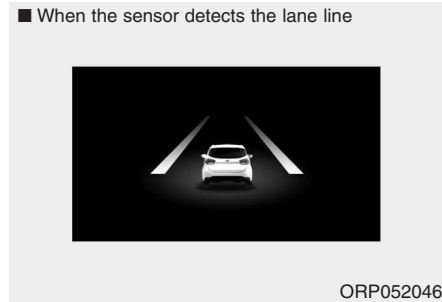 ■ When the sensor detects the lane line
ORP052046